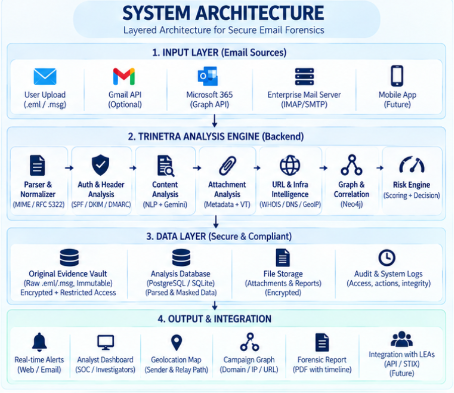 SYSTEM ARCHITECTURE
Layered Architecture for Secure Email Forensics
1. INPUT LAYER (Email Sources)
User Upload
(.eml / .msg)
Gmail API
(Optional)
Microsoft 365
(Graph API)
Enterprise Mail Server
(IMAP/SMTP)
Mobile App
(Future)
2. TRINETRA ANALYSIS ENGINE (Backend)
Parser &
Normalizer
(MIME / RFC 5322)
Auth & Header
Analysis
(SPF / DKIM / DMARC)
Content
Analysis
(NLP + Gemini)
Attachment
Analysis
(Metadata + VT)
URL & Infra
Intelligence
(WHOIS / DNS / GeoIP)
Graph &
Correlation
(Neo4j)
Risk Engine
(Scoring + Decision)
3. DATA LAYER (Secure & Compliant)
Original Evidence Vault
(Raw .eml/.msg, Immutable)
Encrypted + Restricted Access
Analysis Database
(PostgreSQL / SQLite)
(Parsed & Masked Data)
File Storage
(Attachments & Reports)
(Encrypted)
Audit & System Logs
(Access, actions, integrity)
4. OUTPUT & INTEGRATION
Real-time Alerts
(Web / Email)
Analyst Dashboard
(SOC / Investigators)
Geolocation Map
(Sender & Relay Path)
Campaign Graph
(Domain / IP / URL)
Forensic Report
(PDF with timeline)
Integration with LEAs
(API / STIX)
(Future)